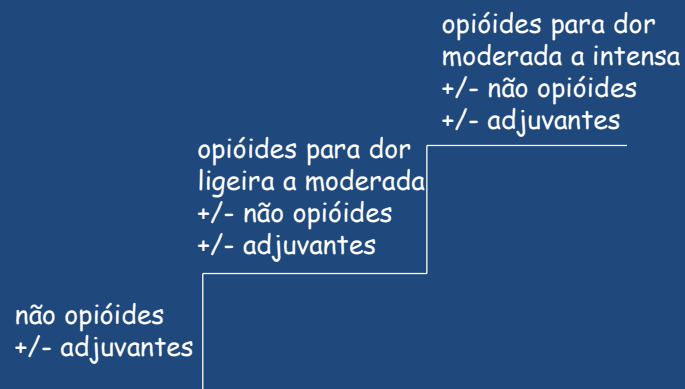 opióides para dor
moderada a intensa
+/- não opióides
+/- adjuvantes
opióides para dor
ligeira a moderada
+/- não opióides
+/- adjuvantes
não opióides
+/- adjuvantes